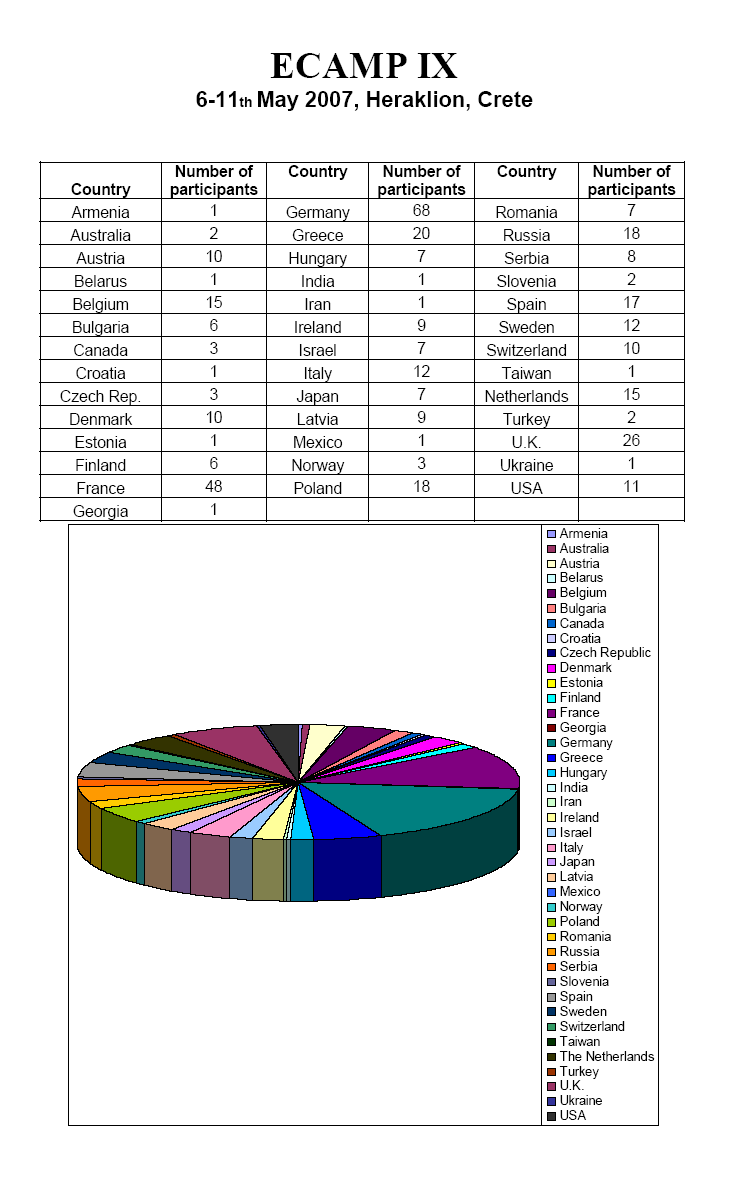 ECAMP IX
6-11th May 2007, Heraklion, Crete
Country Number of participants Country Number of participants Country Number of participants
Armenia 1 Germany 68 Romania 7
Australia 2 Greece 20 Russia 18
Austria 10 Hungary 7 Serbia 8
Belarus 1 India 1 Slovenia 2
Belgium 15 Iran 1 Spain 17
Bulgaria 6 Ireland 9 Sweden 12
Canada 3 Israel 7 Switzerland 10
Croatia 1 Italy 12 Taiwan 1
Czech Rep. 3 Japan 7 Netherlands 15
Denmark 10 Latvia 9 Turkey 2
Estonia 1 Mexico 1 U.K. 26
Finland 6 Norway 3 Ukraine 1
France 48 Poland 18 USA 11
Georgia 1
Armenia
Australia
Austria
Belarus
Belgium
Bulgaria
Canada
Croatia
Czech Republic
Denmark
Estonia
Finland
France
Georgia
Germany
Greece
Hungary
India
Iran
Ireland
Israel
Italy
Japan
Latvia
Mexico
Norway
Poland
Romania
Russia
Serbia
Slovenia
Spain
Sweden
Switzerland
Taiwan
The Netherlands
Turkey
U.K.
Ukraine
USA